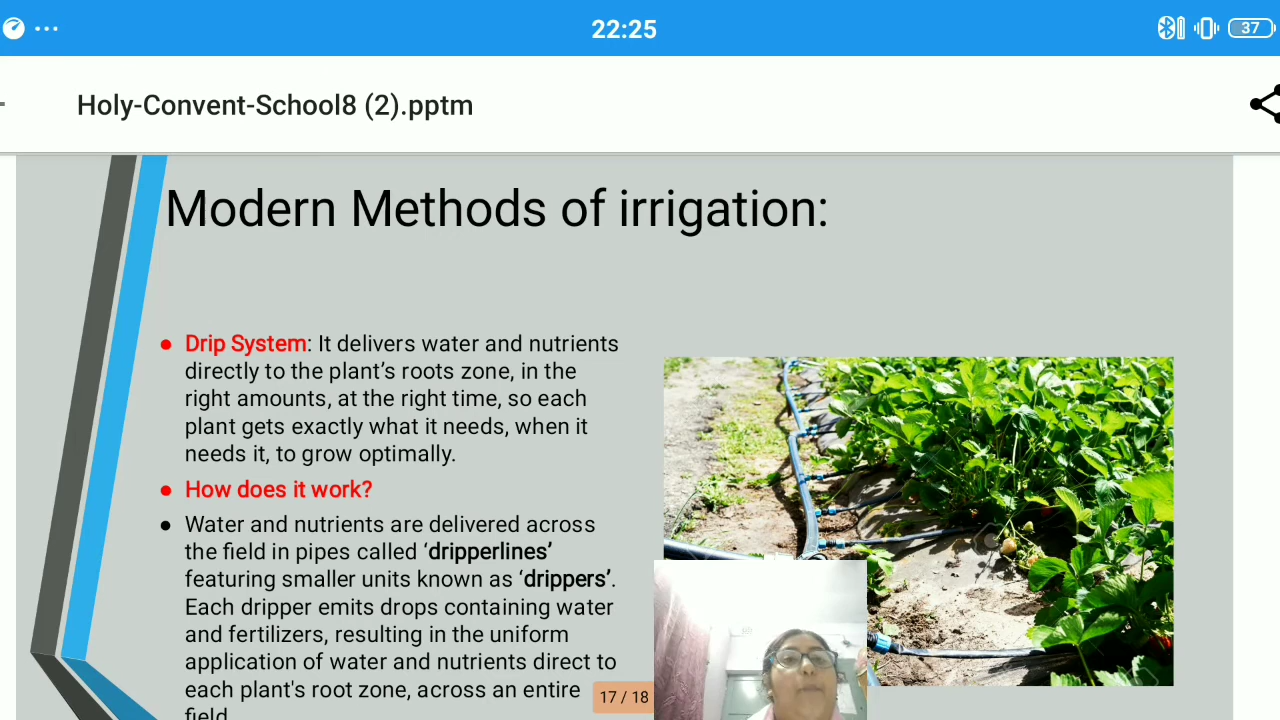 22:25
37
Holy-Convent-School8 (2).pptm
Modern Methods of irrigation:
Drip System: It delivers water and nutrients
directly to the plant’s roots zone, in the
right amounts, at the right time, so each
plant gets exactly what it needs, when it
needs it, to grow optimally.
How does it work?
Water and nutrients are delivered across
the field in pipes called ‘dripperlines’
featuring smaller units known as ‘drippers’.
Each dripper emits drops containing water
and fertilizers, resulting in the uniform
application of water and nutrients direct to
each plant's root zone, across an entire
field.
17 / 18